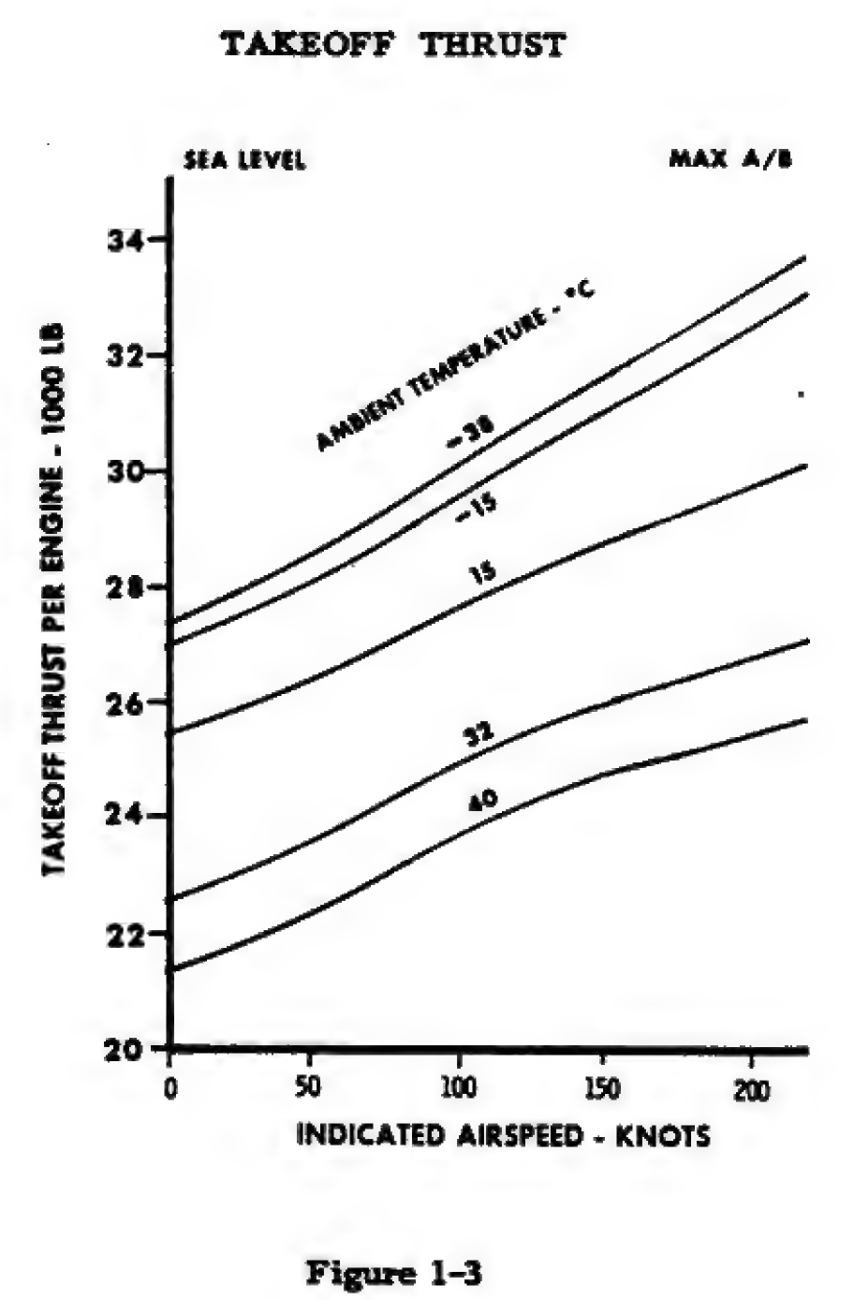 TAKEOFF THRUST
SEA LEVEL
MAX A/B
34
32
30
28
26
24
22
20
TAKEOFF THRUST PER ENGINE - 1000 LB
AMBIENT TEMPERATURE - °C
-38
-15
15
32
40
0
50
100
150
200
INDICATED AIRSPEED - KNOTS
Figure 1-3